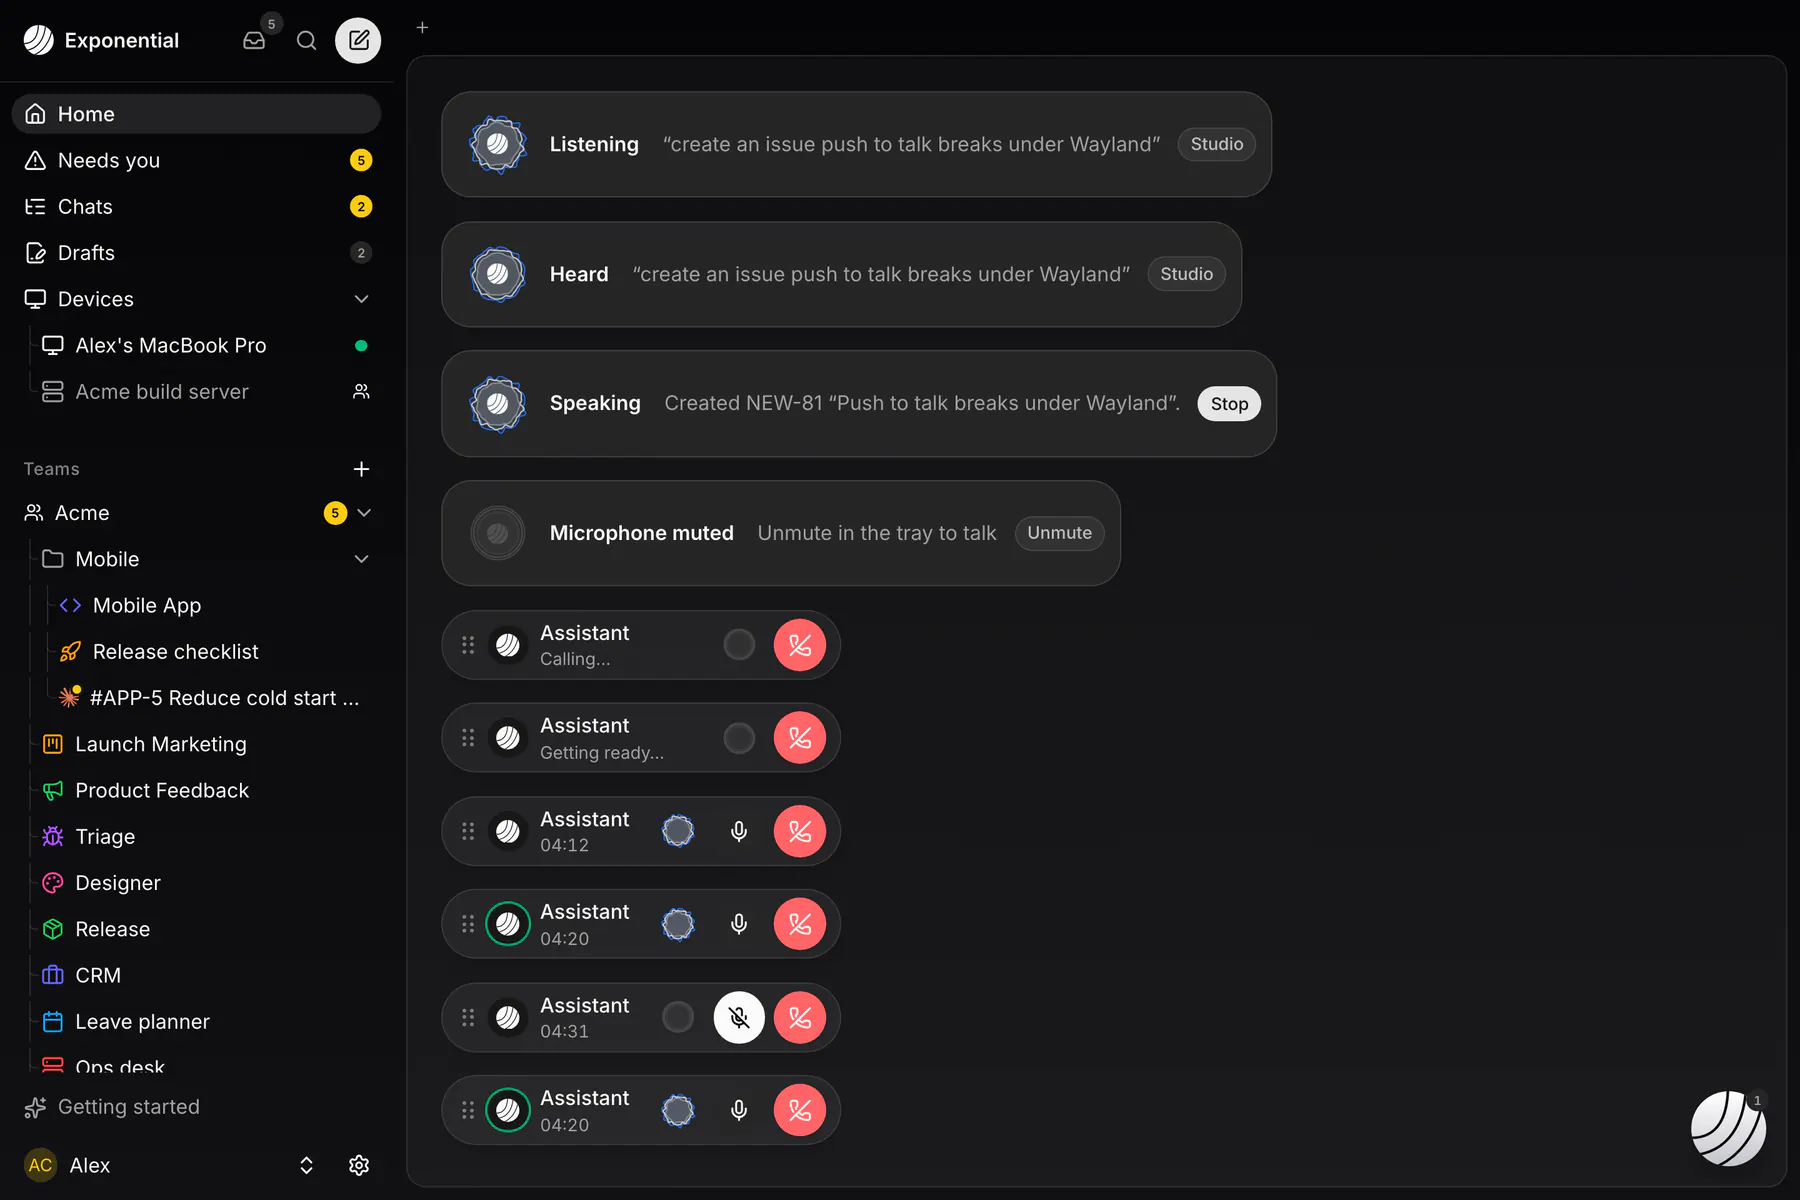 Exponential
5
Home
Needs you
5
Chats
2
Drafts
2
Devices
Alex's MacBook Pro
Acme build server
Teams
Acme
5
Mobile
Mobile App
Release checklist
#APP-5 Reduce cold start ...
Launch Marketing
Product Feedback
Triage
Designer
Release
CRM
Leave planner
Ops desk
Getting started
AC
Alex
Listening “create an issue push to talk breaks under Wayland” Studio
Heard “create an issue push to talk breaks under Wayland” Studio
Speaking Created NEW-81 “Push to talk breaks under Wayland”. Stop
Microphone muted Unmute in the tray to talk Unmute
Assistant
Calling...
Assistant
Getting ready...
Assistant
04:12
Assistant
04:20
Assistant
04:31
Assistant
04:20
1